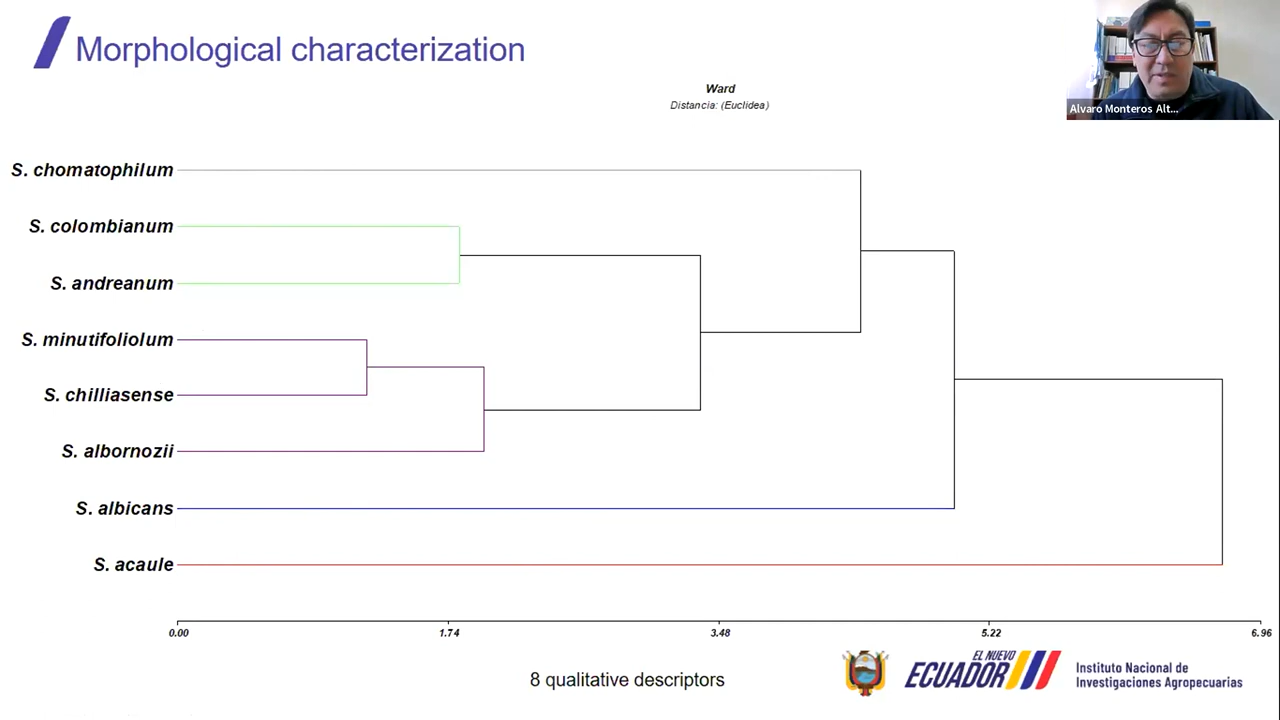 Morphological characterization
Ward
Distancia: (Euclidea)
Alvaro Monteros Alt...
S. chomatophilum
S. colombianum
S. andreanum
S. minutifoliolum
S. chilliasense
S. albornozii
S. albicans
S. acaule
0.00
1.74
3.48
5.22
6.96
8 qualitative descriptors
EL NUEVO
ECUADOR
Instituto Nacional de
Investigaciones Agropecuarias